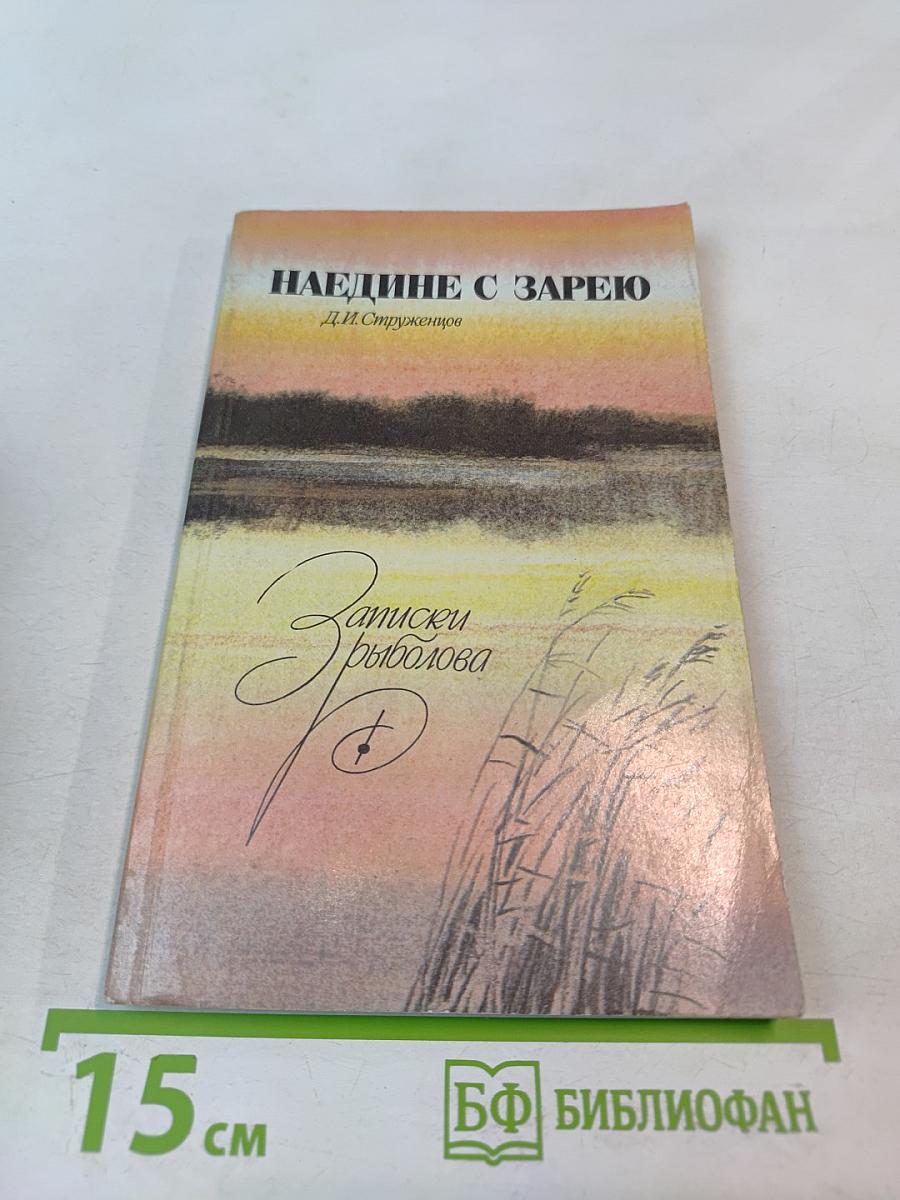 НАЕДИНЕ С ЗАРЕЮ
Д.И.Струженцов
Записки
рыболова
15 см
БФ БИБЛИОФАН